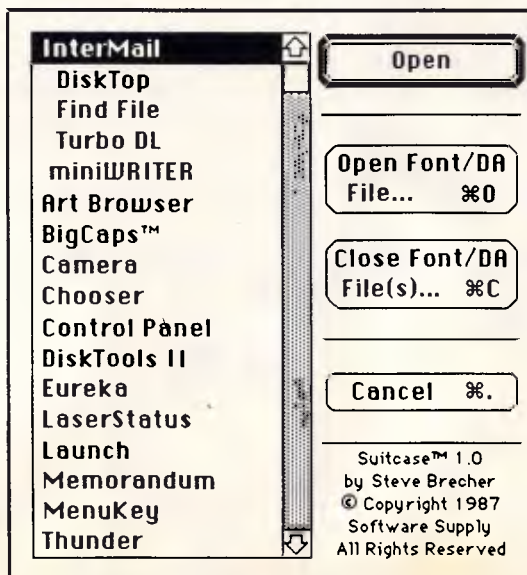 InterMail
DiskTop
Find File
Turbo DL
miniWRITER
Art Browser
BigCaps™
Camera
Chooser
Control Panel
DiskTools II
Eureka
LaserStatus
Launch
Memorandum
MenuKey
Thunder
Open
Open Font/DA
File... ⌘O
Close Font/DA
File(s)... ⌘C
Cancel ⌘.
Suitcase™ 1.0
by Steve Brecher
© Copyright 1987
Software Supply
All Rights Reserved